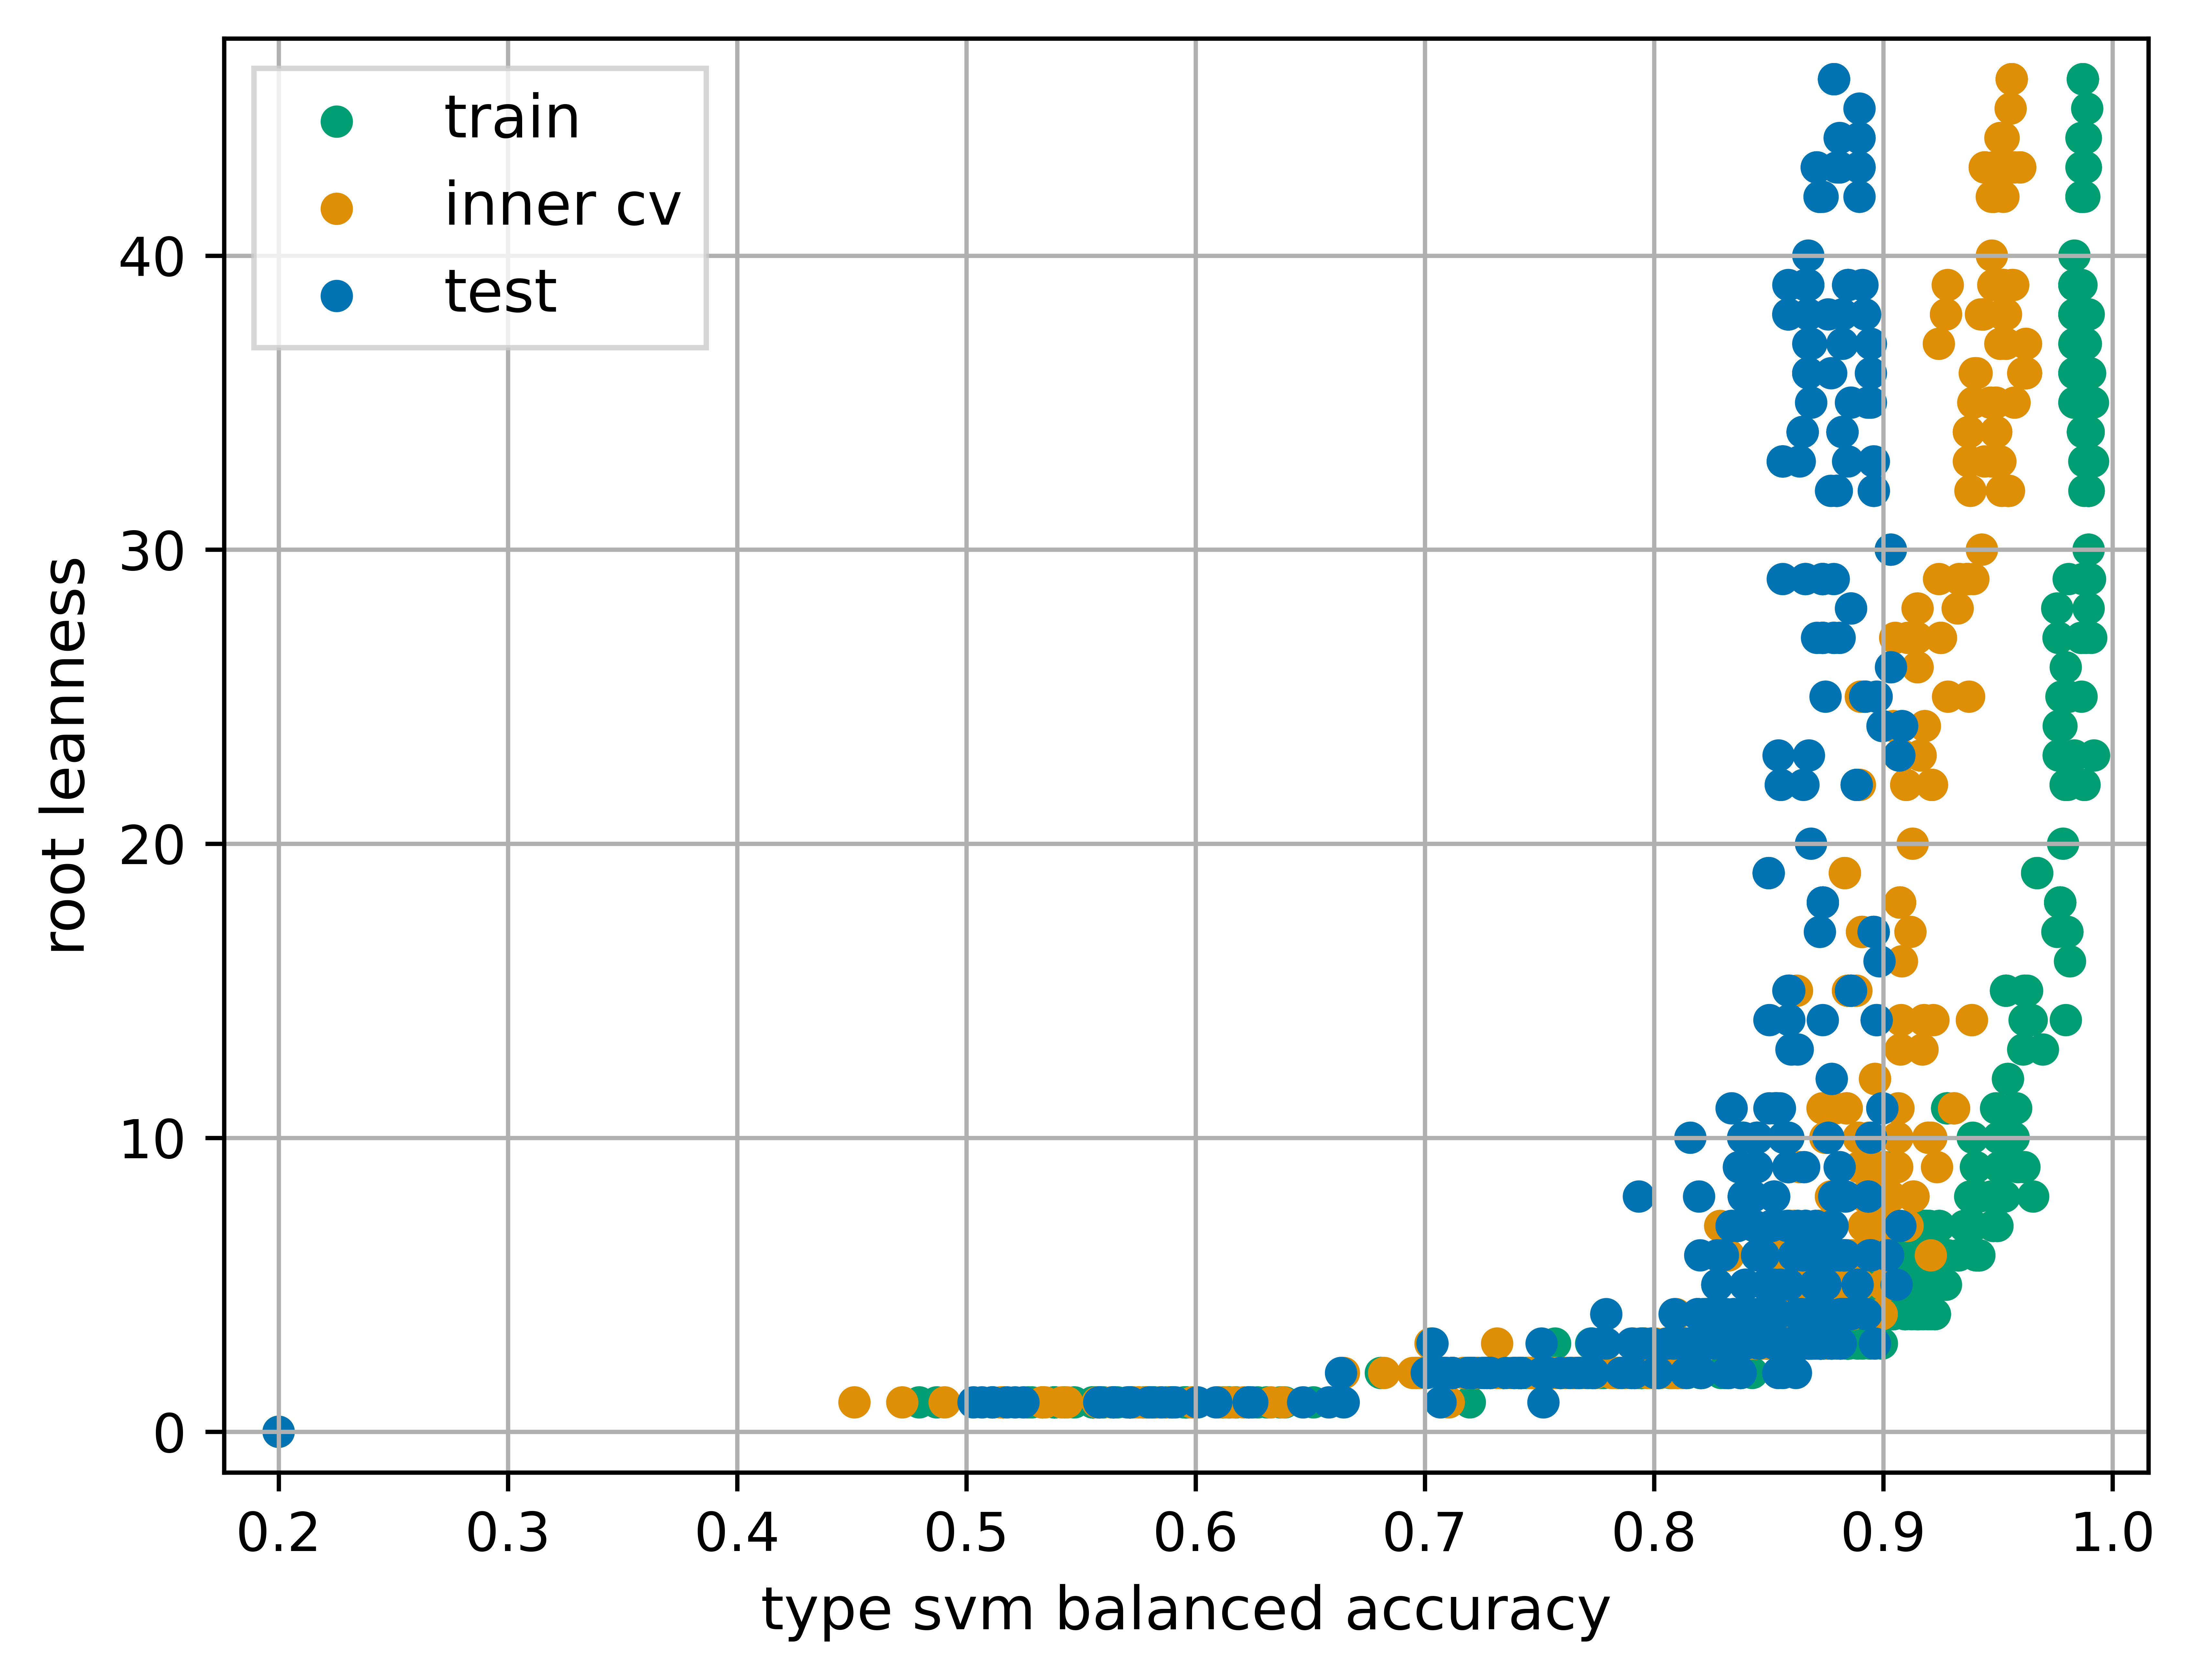 train
inner cv
test
root leanness
40
30
20
10
0
0.2 0.3 0.4 0.5 0.6 0.7 0.8 0.9 1.0
type svm balanced accuracy